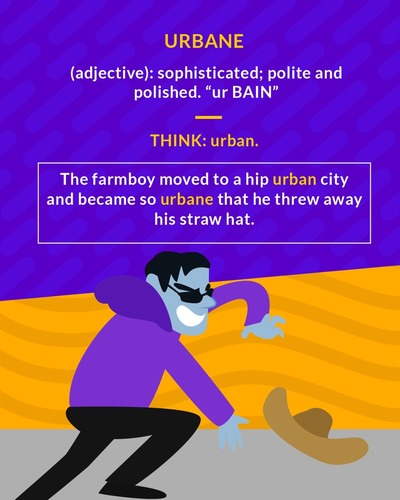 URBANE
(adjective): sophisticated; polite and
polished. “ur BAIN”
THINK: urban.
The farmboy moved to a hip urban city
and became so urbane that he threw away
his straw hat.